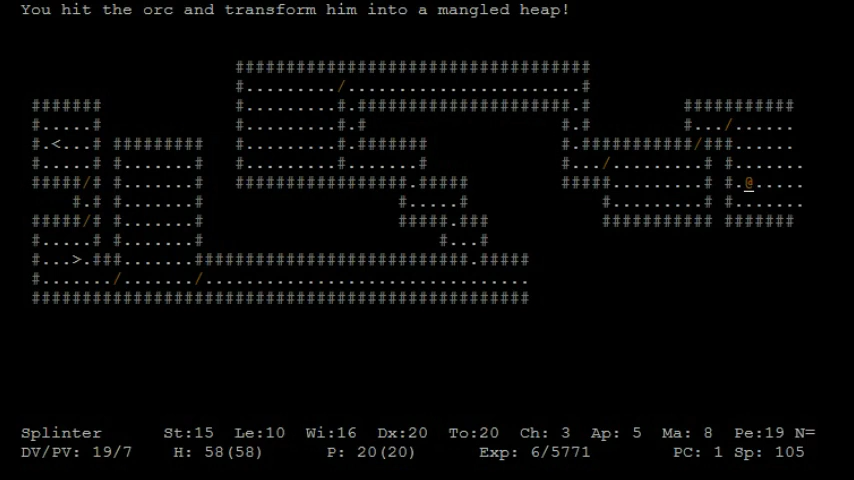 You hit the orc and transform him into a mangled heap!
Splinter St:15 Le:10 Wi:16 Dx:20 To:20 Ch: 3 Ap: 5 Ma: 8 Pe:19 N=
DV/PV: 19/7 H: 58(58) P: 20(20) Exp: 6/5771 PC: 1 Sp: 105